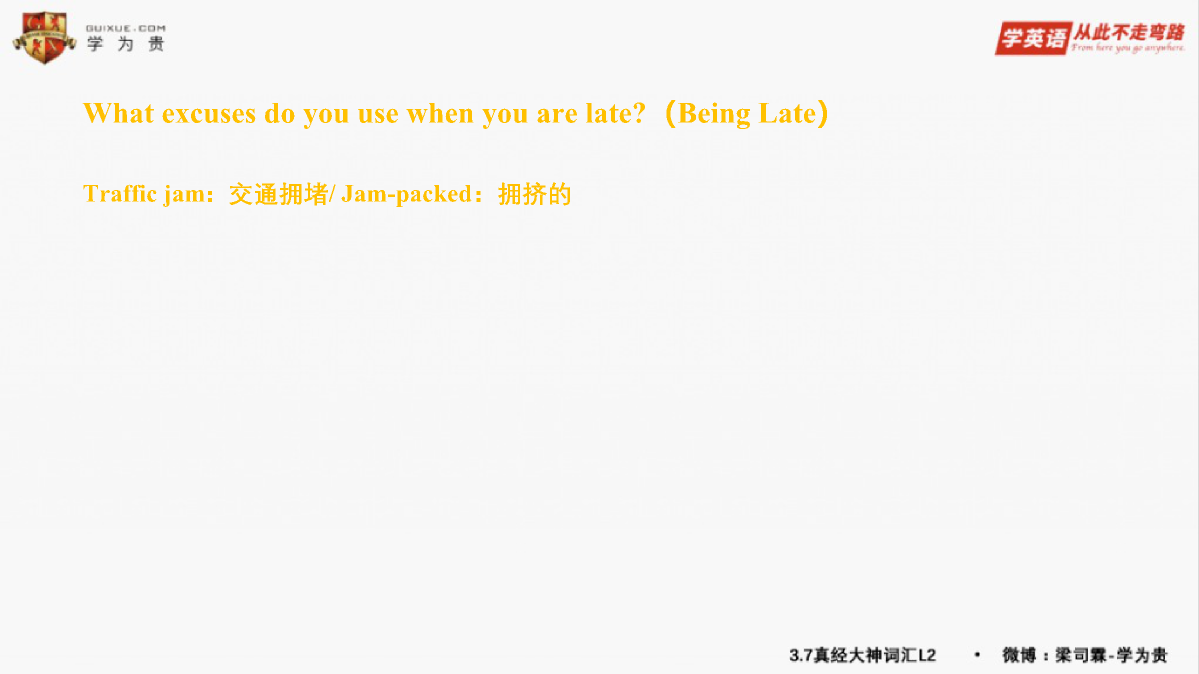 GUIXUE.COM
学为贵
学英语 从此不走弯路
From here you go anywhere.
What excuses do you use when you are late?（Being Late）
Traffic jam：交通拥堵/ Jam-packed：拥挤的
3.7真经大神词汇L2 • 微博：梁司霖-学为贵